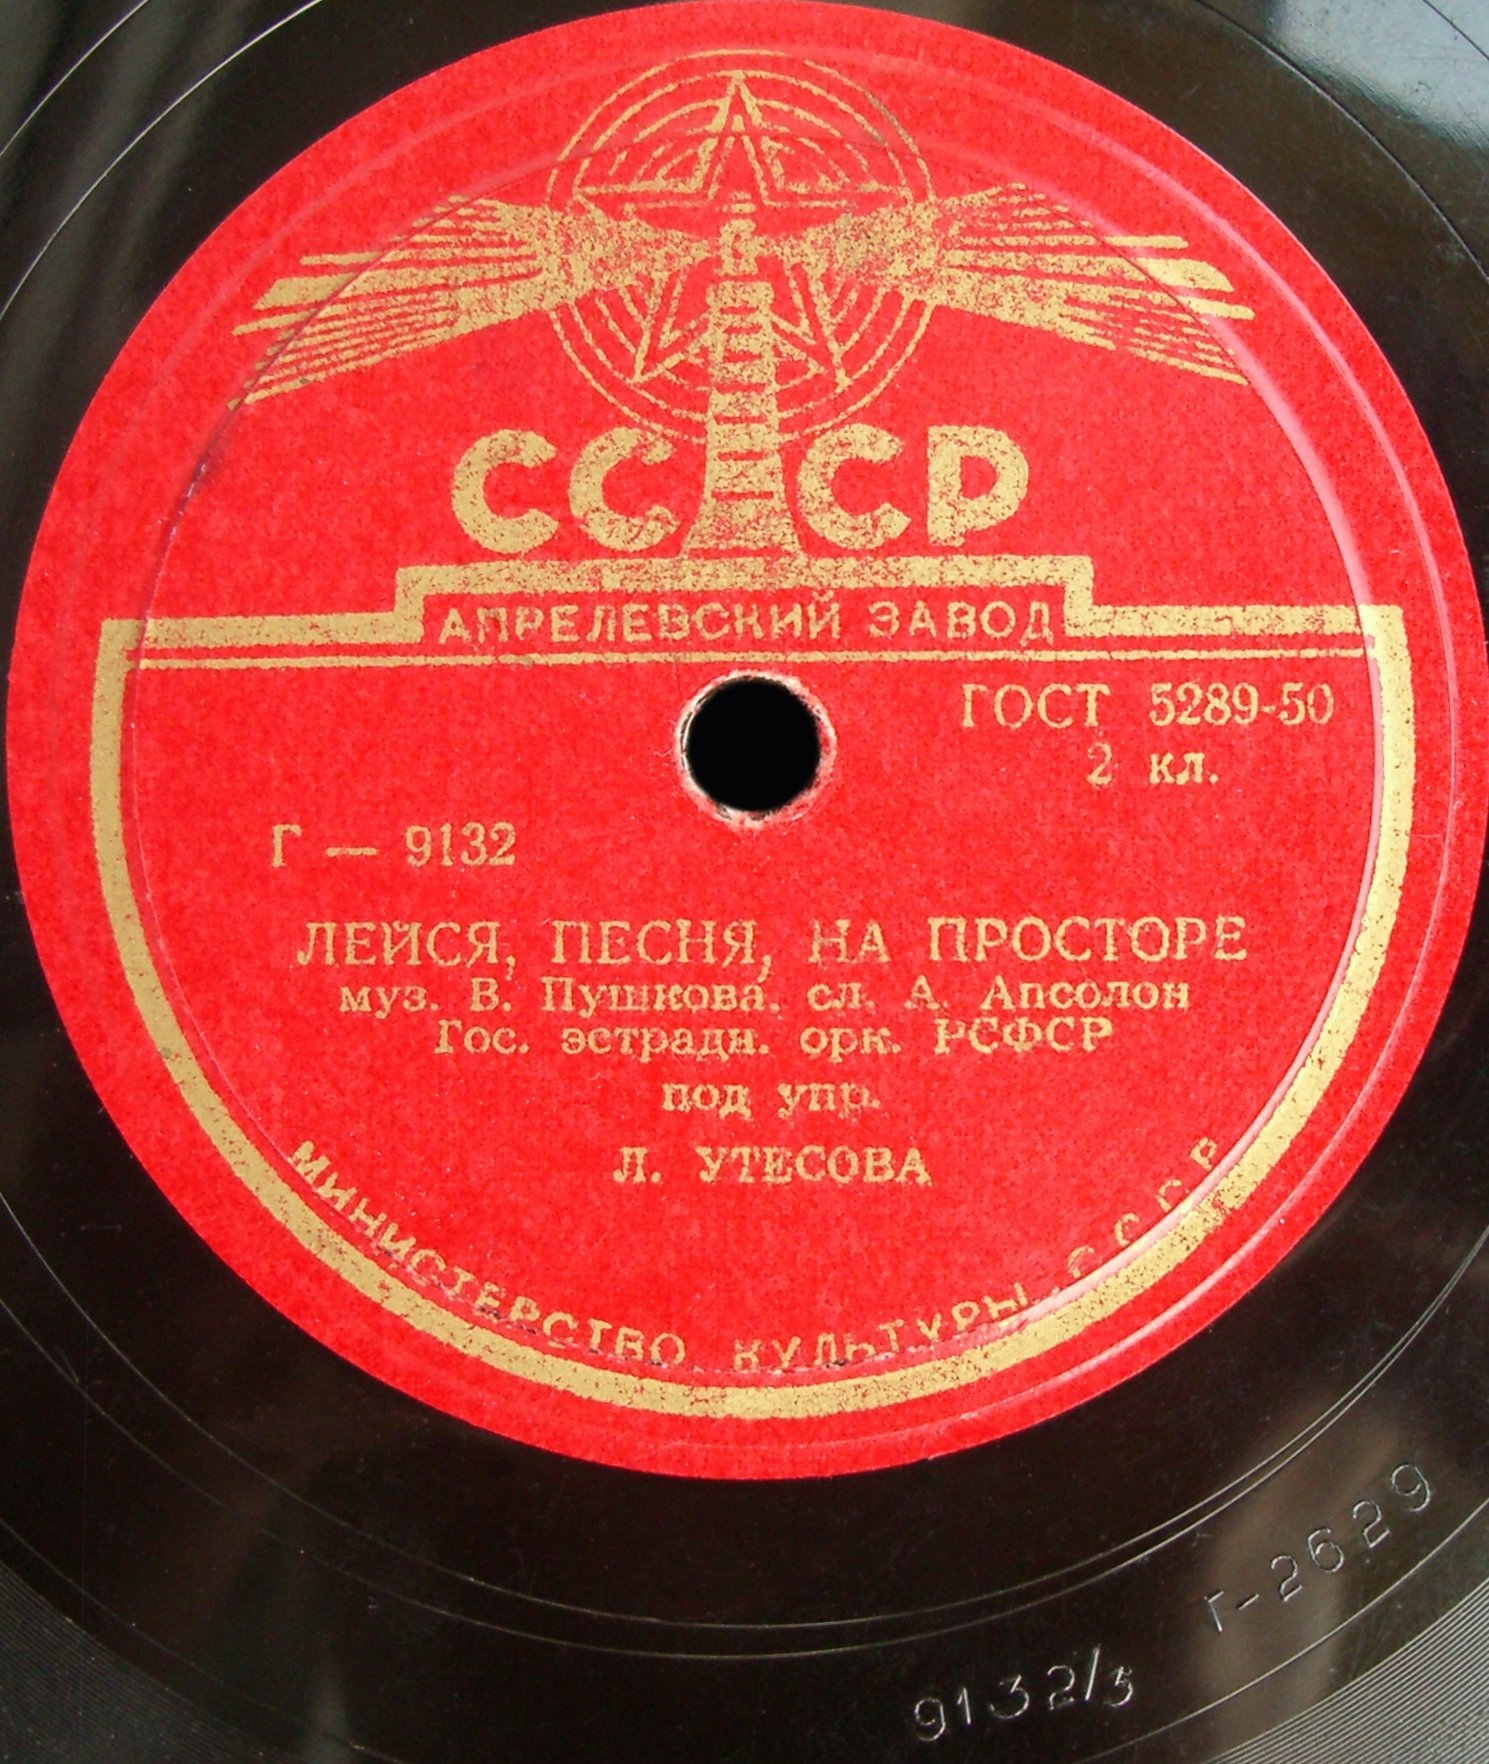 СССР
АПРЕЛЕВСКИЙ ЗАВОД
ГОСТ 5289-50
2 кл.
Г — 9132
ЛЕЙСЯ, ПЕСНЯ, НА ПРОСТОРЕ
муз. В. Пушкова, сл. А. Апсолон
Гос. эстрадн. орк. РСФСР
под упр.
Л. УТЕСОВА
МИНИСТЕРСТВО КУЛЬТУРЫ СССР
Г-2629
9132/5